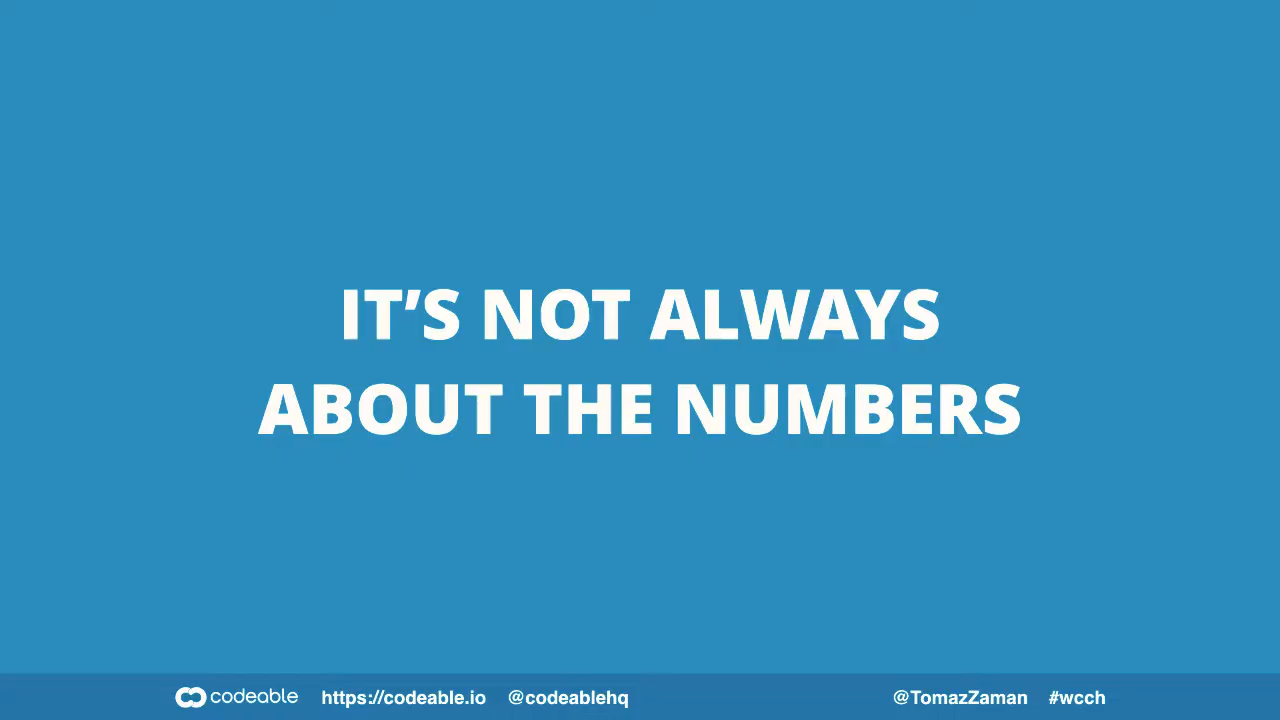 IT’S NOT ALWAYS
ABOUT THE NUMBERS
codeable https://codeable.io @codeablehq @TomazZaman #wcch